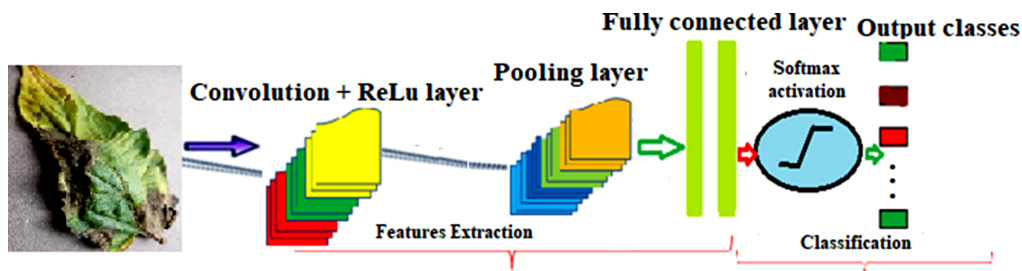 Fully connected layer
Output classes
Pooling layer
Softmax
activation
Convolution + ReLu layer
Features Extraction
Classification